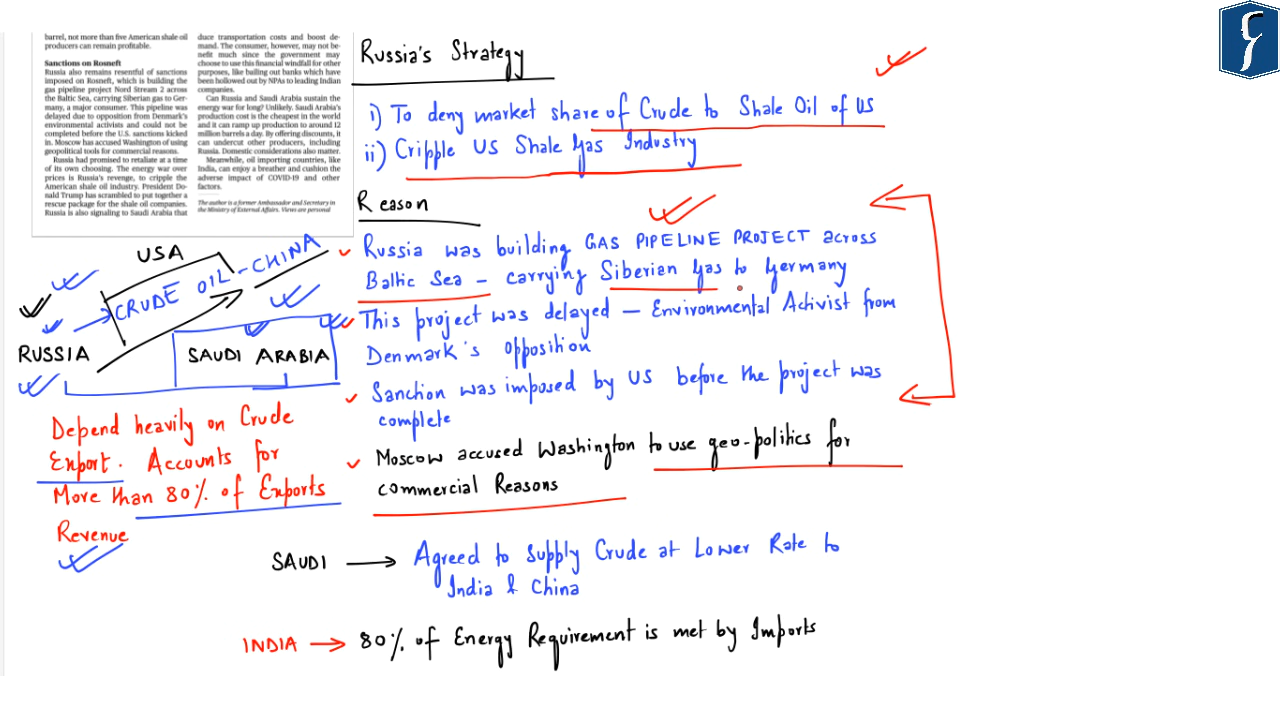 barrel, not more than five American shale oil
producers can remain profitable.
Sanctions on Rosneft
Russia also remains resentful of sanctions
imposed on Rosneft, which is building the
gas pipeline project Nord Stream 2 across
the Baltic Sea, carrying Siberian gas to Ger-
many, a major consumer. This pipeline was
delayed due to opposition from Denmark's
environmental activists and could not be
completed before the U.S. sanctions kicked
in. Moscow has accused Washington of using
geopolitical tools for commercial reasons.
Russia had promised to retaliate at a time
of its own choosing. The energy war over
prices is Russia's revenge, to cripple the
American shale oil industry. President Do-
nald Trump has scrambled to put together a
rescue package for the shale oil companies.
Russia is also signaling to Saudi Arabia that
duce transportation costs and boost de-
mand. The consumer, however, may not be-
nefit much since the government may
choose to use this financial windfall for other
purposes, like bailing out banks which have
been hollowed out by NPAs to leading Indian
companies.
Can Russia and Saudi Arabia sustain the
energy war for long? Unlikely. Saudi Arabia's
production cost is the cheapest in the world
and it can ramp up production to around 12
million barrels a day. By offering discounts, it
can undercut other producers, including
Russia. Domestic considerations also matter.
Meanwhile, oil importing countries, like
India, can enjoy a breather and cushion the
adverse impact of COVID-19 and other
factors.
The author is a former Ambassador and Secretary in
the Ministry of External Affairs. Views are personal
Russia's Strategy
i) To deny market share of Crude to Shale Oil of US
ii) Cripple US Shale Gas Industry
Reason
Russia was building GAS PIPELINE PROJECT across
Baltic Sea - carrying Siberian Gas to Germany
This project was delayed - Environmental Activist from
Denmark's opposition
Sanction was imposed by US before the project was
complete
Moscow accused Washington to use geo-politics for
commercial Reasons
USA
CRUDE OIL - CHINA
RUSSIA
SAUDI ARABIA
Depend heavily on Crude
Export. Accounts for
More than 80% of Exports
Revenue
SAUDI → Agreed to Supply Crude at Lower Rate to
India & China
INDIA → 80% of Energy Requirement is met by Imports